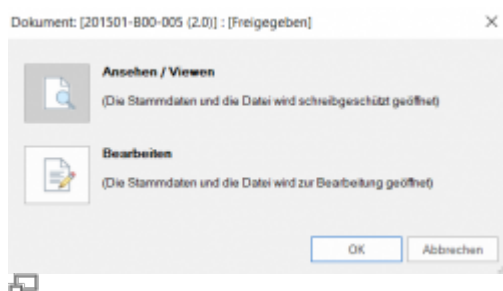 Dokument: [201501-B00-005 (2.0)] : [Freigegeben]
Ansehen / Viewen
(Die Stammdaten und die Datei wird schreibgeschützt geöffnet)
Bearbeiten
(Die Stammdaten und die Datei wird zur Bearbeitung geöffnet)
OK Abbrechen